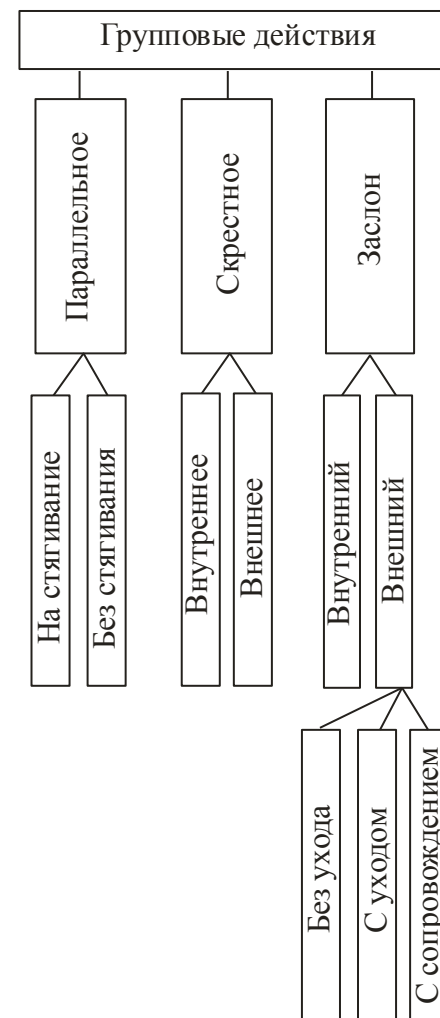 Групповые действия
Параллельное
Скрестное
Заслон
На стягивание
Без стягивания
Внутреннее
Внешнее
Внутренний
Внешний
Без ухода
С уходом
С сопровождением